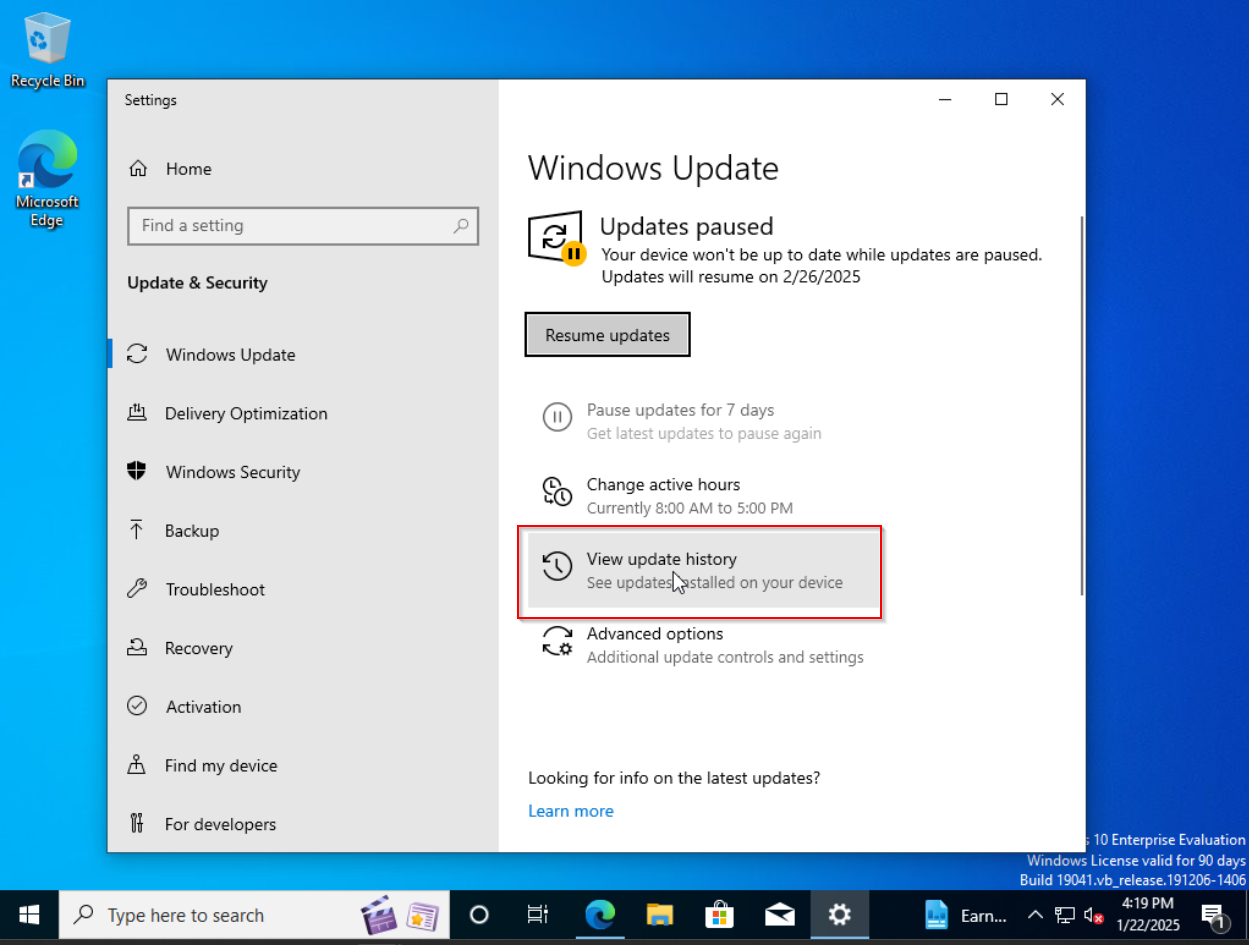 Recycle Bin
Microsoft
Edge
Settings
Home
Find a setting
Update & Security
Windows Update
Delivery Optimization
Windows Security
Backup
Troubleshoot
Recovery
Activation
Find my device
For developers
Windows Update
Updates paused
Your device won't be up to date while updates are paused.
Updates will resume on 2/26/2025
Resume updates
Pause updates for 7 days
Get latest updates to pause again
Change active hours
Currently 8:00 AM to 5:00 PM
View update history
See updates installed on your device
Advanced options
Additional update controls and settings
Looking for info on the latest updates?
Learn more
10 Enterprise Evaluation
Windows License valid for 90 days
Build 19041.vb_release.191206-1406
Type here to search
Earn...
4:19 PM
1/22/2025
1